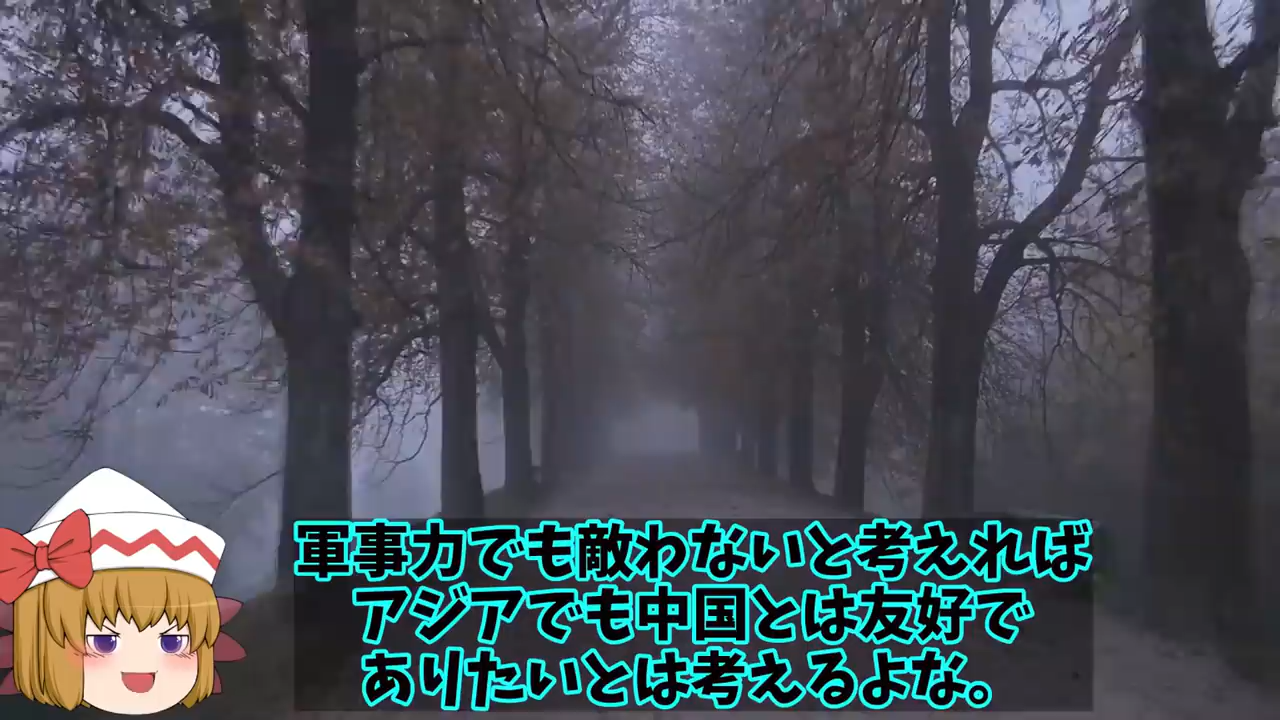 軍事力でも敵わないと考えれば
アジアでも中国とは友好で
ありたいとは考えるよな。